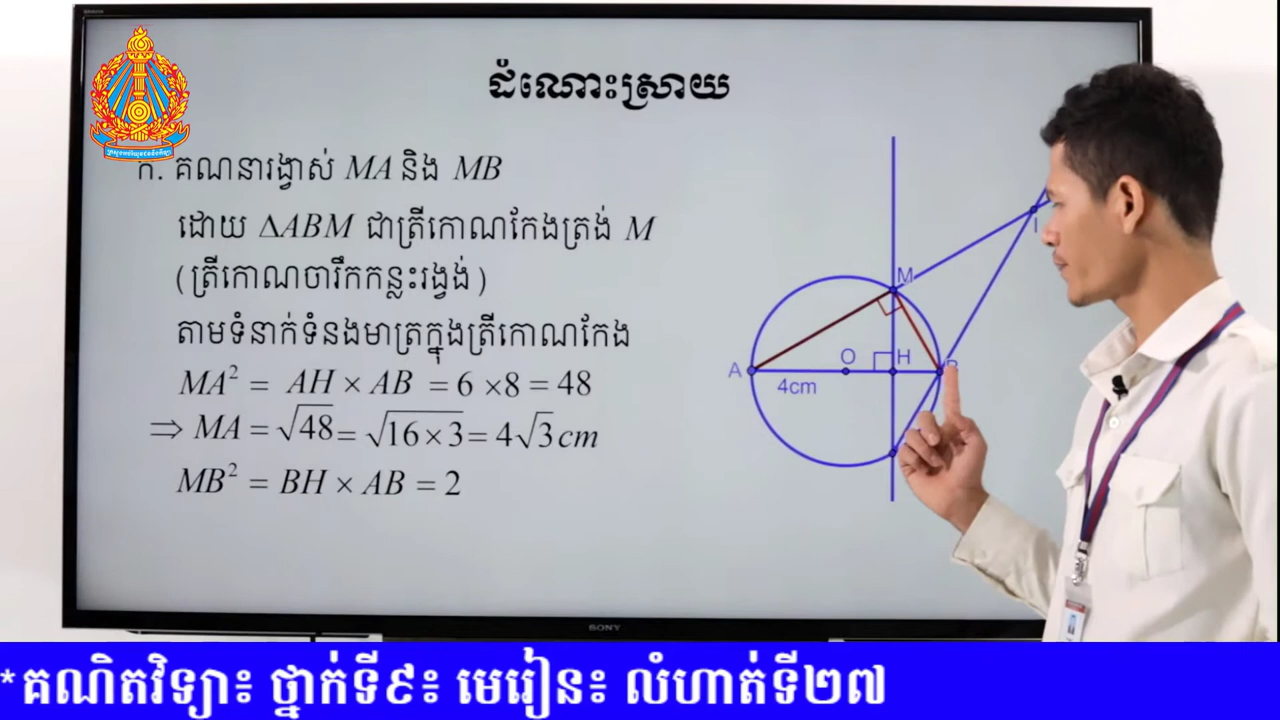 ដំណោះស្រាយ
ក. គណនារង្វាស់ MA និង MB
ដោយ ΔABM ជាត្រីកោណកែងត្រង់ M
(ត្រីកោណចារឹកកន្លះរង្វង់)
តាមទំនាក់ទំនងមាត្រក្នុងត្រីកោណកែង
MA² = AH × AB = 6 × 8 = 48
⇒ MA = √48 = √16 × 3 = 4√3 cm
MB² = BH × AB = 2
M
I
A
O
H
B
4cm
SONY
*គណិតវិទ្យា៖ ថ្នាក់ទី៩៖ មេរៀន៖ លំហាត់ទី២៧